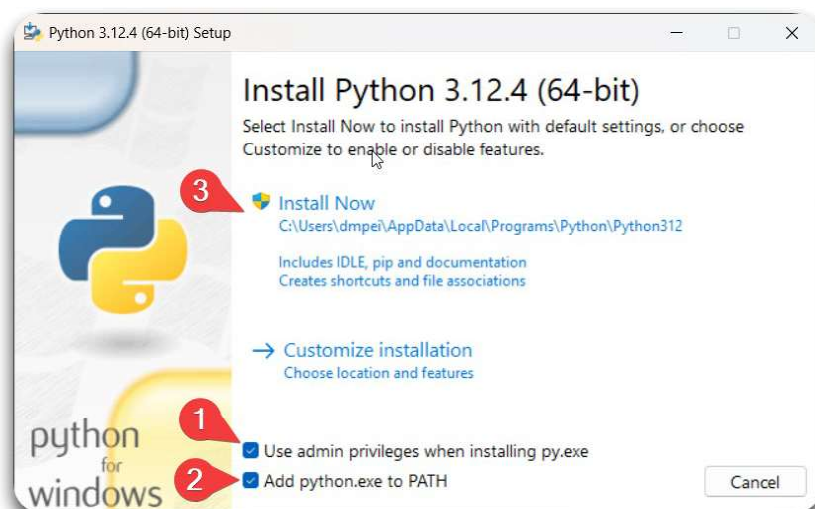 Python 3.12.4 (64-bit) Setup
Install Python 3.12.4 (64-bit)
Select Install Now to install Python with default settings, or choose
Customize to enable or disable features.
3
Install Now
C:\Users\dmpei\AppData\Local\Programs\Python\Python312
Includes IDLE, pip and documentation
Creates shortcuts and file associations
Customize installation
Choose location and features
1
Use admin privileges when installing py.exe
2
Add python.exe to PATH
Cancel
python
for
windows